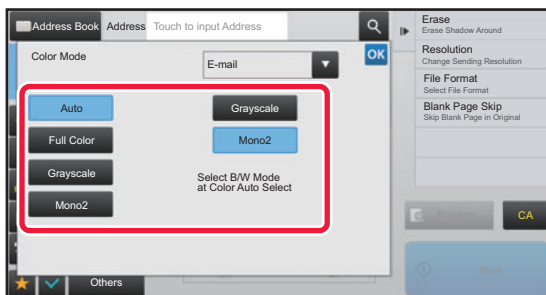 Address Book Address Touch to input Address
Color Mode
E-mail
OK
Auto
Full Color
Grayscale
Mono2
Grayscale
Mono2
Select B/W Mode
at Color Auto Select
Others
Erase
Erase Shadow Around
Resolution
Change Sending Resolution
File Format
Select File Format
Blank Page Skip
Skip Blank Page in Original
Preview
CA
Start